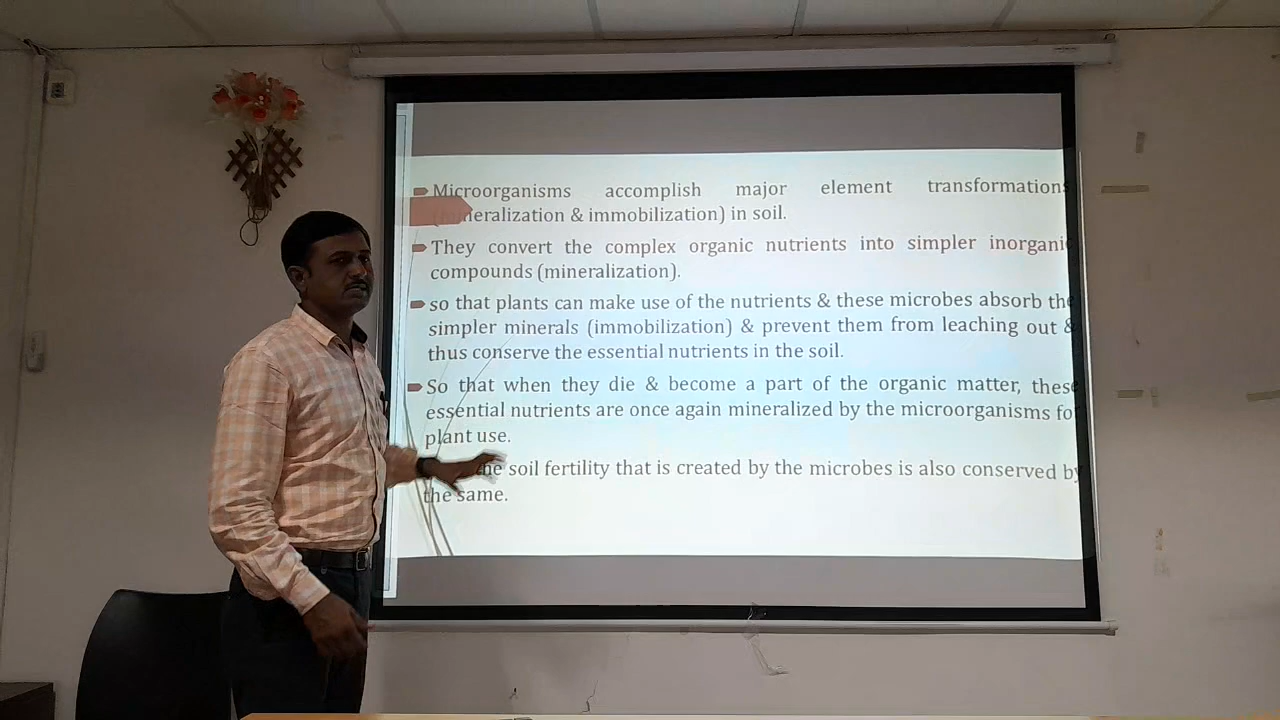 Microorganisms accomplish major element transformations
(mineralization & immobilization) in soil.
They convert the complex organic nutrients into simpler inorganic
compounds (mineralization).
so that plants can make use of the nutrients & these microbes absorb the
simpler minerals (immobilization) & prevent them from leaching out &
thus conserve the essential nutrients in the soil.
So that when they die & become a part of the organic matter, these
essential nutrients are once again mineralized by the microorganisms for
plant use.
the soil fertility that is created by the microbes is also conserved by
the same.